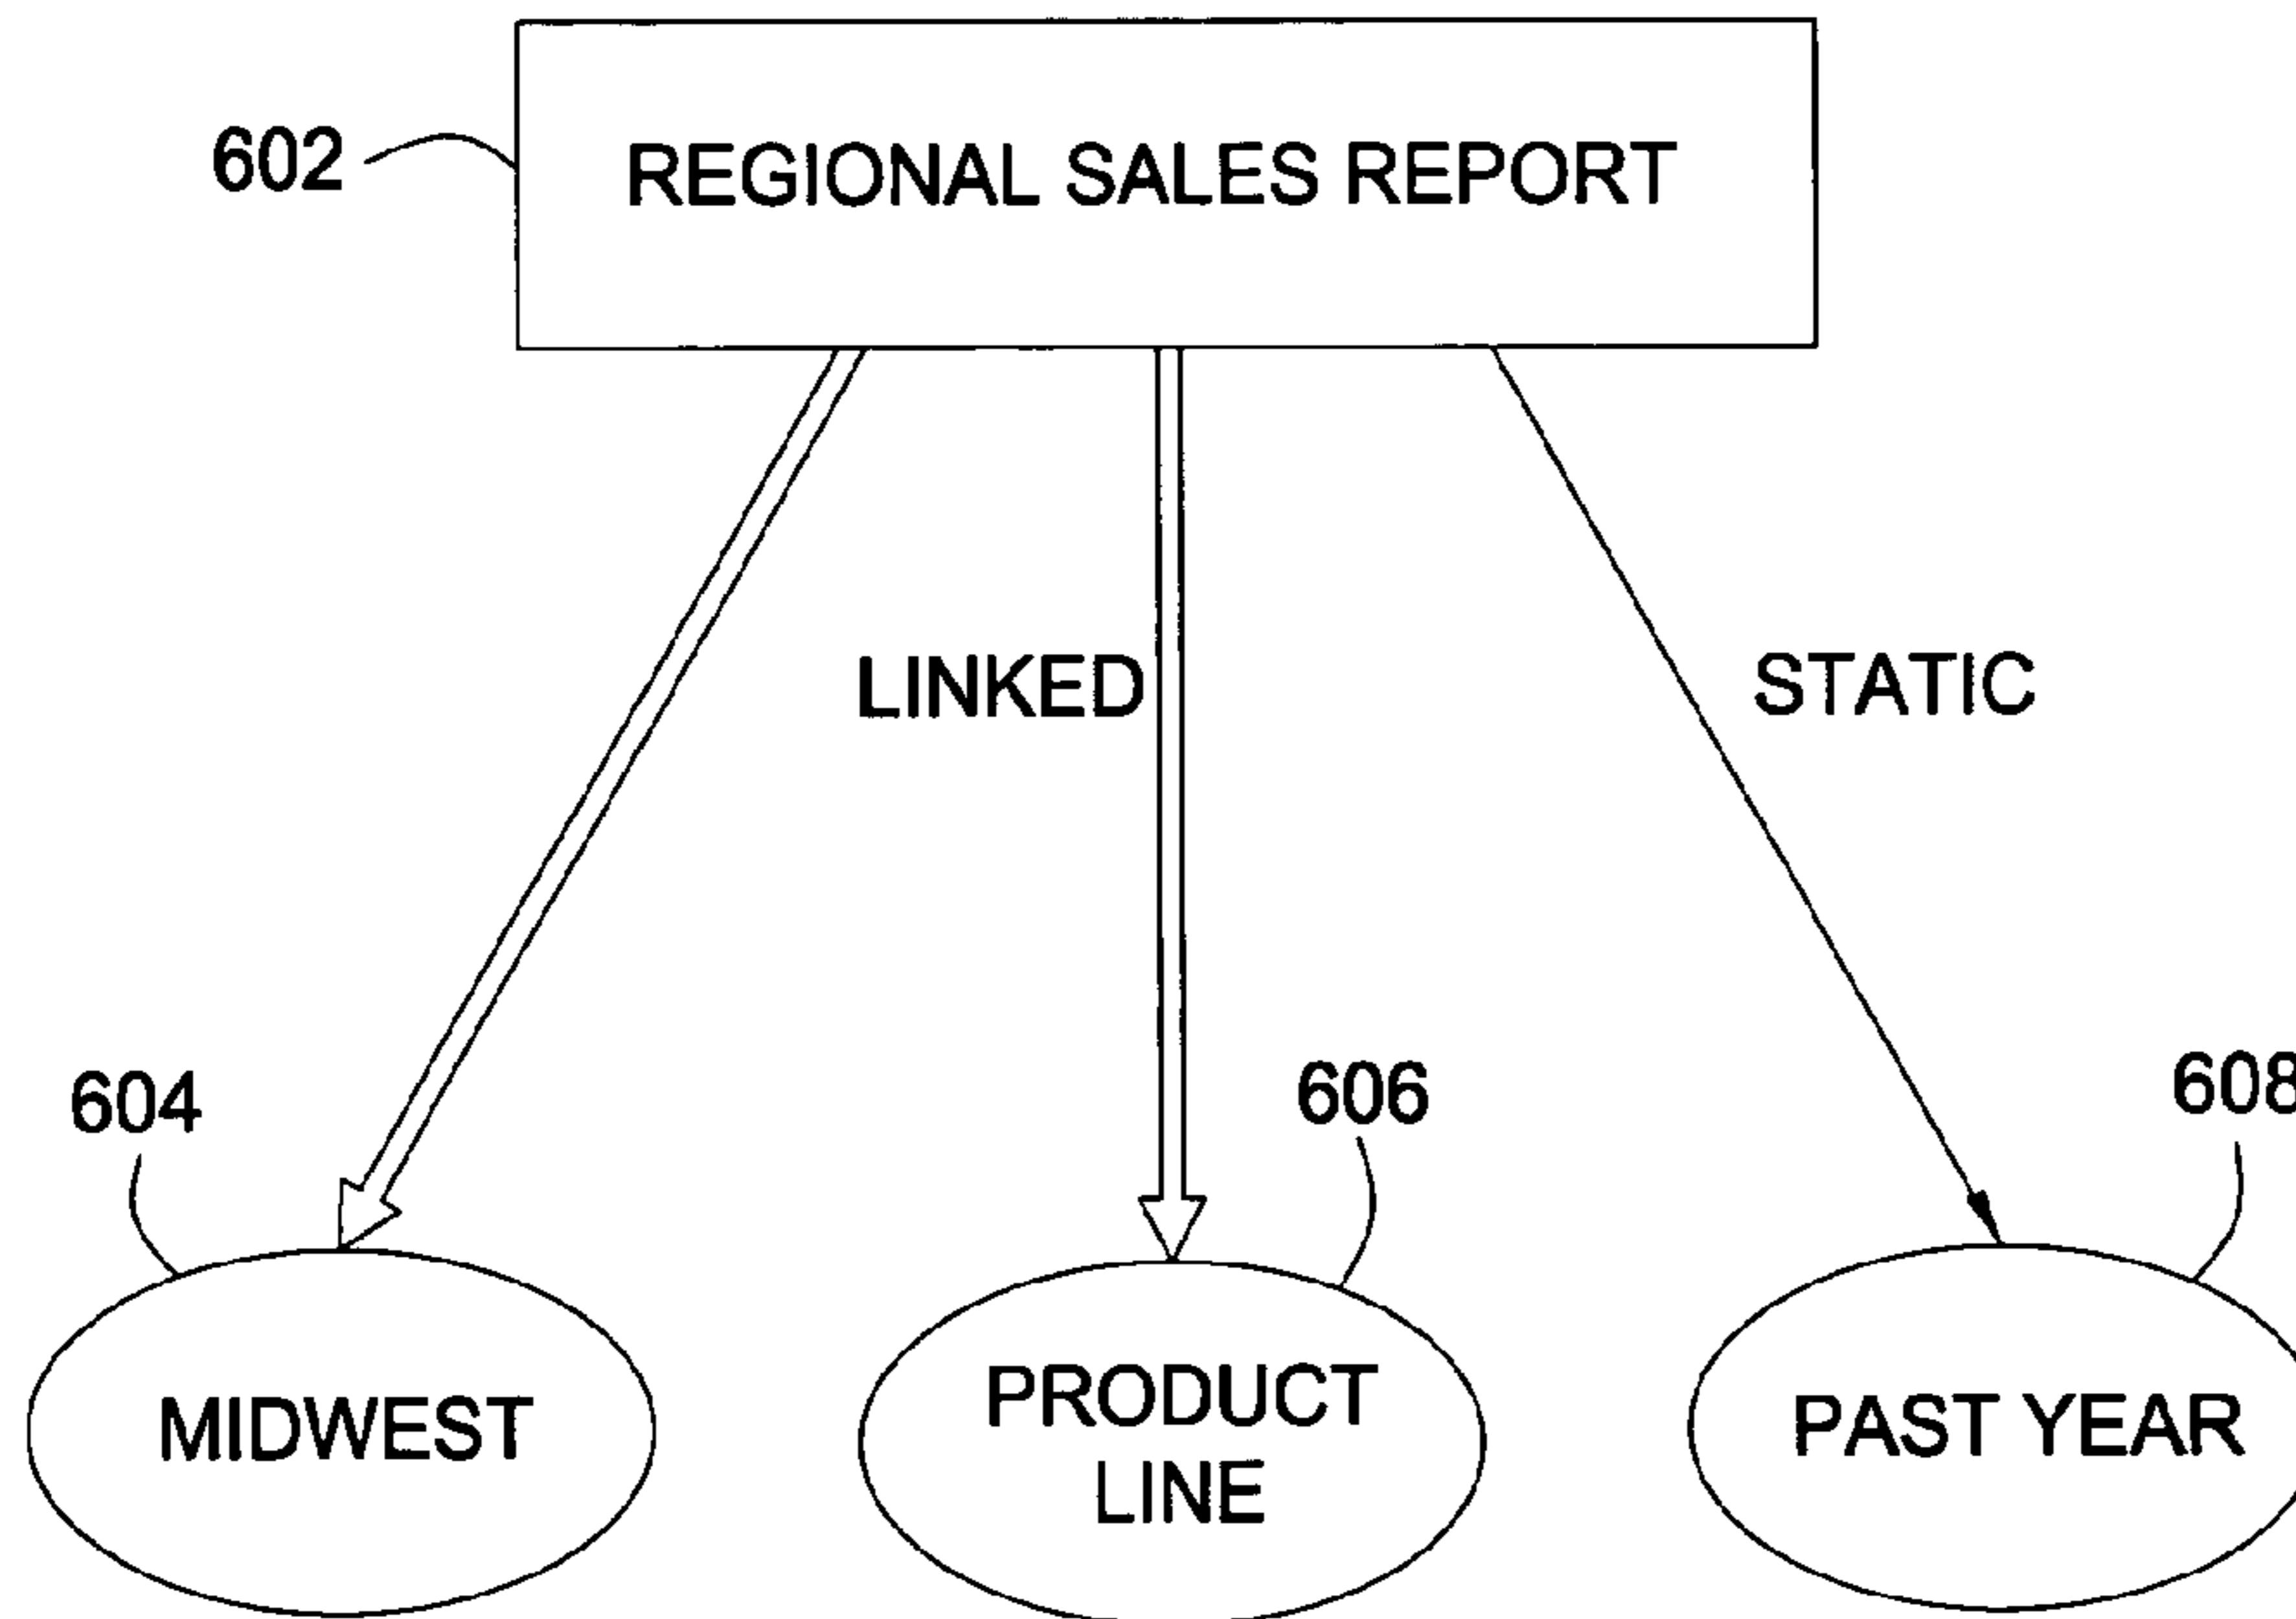 602
REGIONAL SALES REPORT
LINKED
STATIC
604
606
608
MIDWEST
PRODUCT
LINE
PAST YEAR